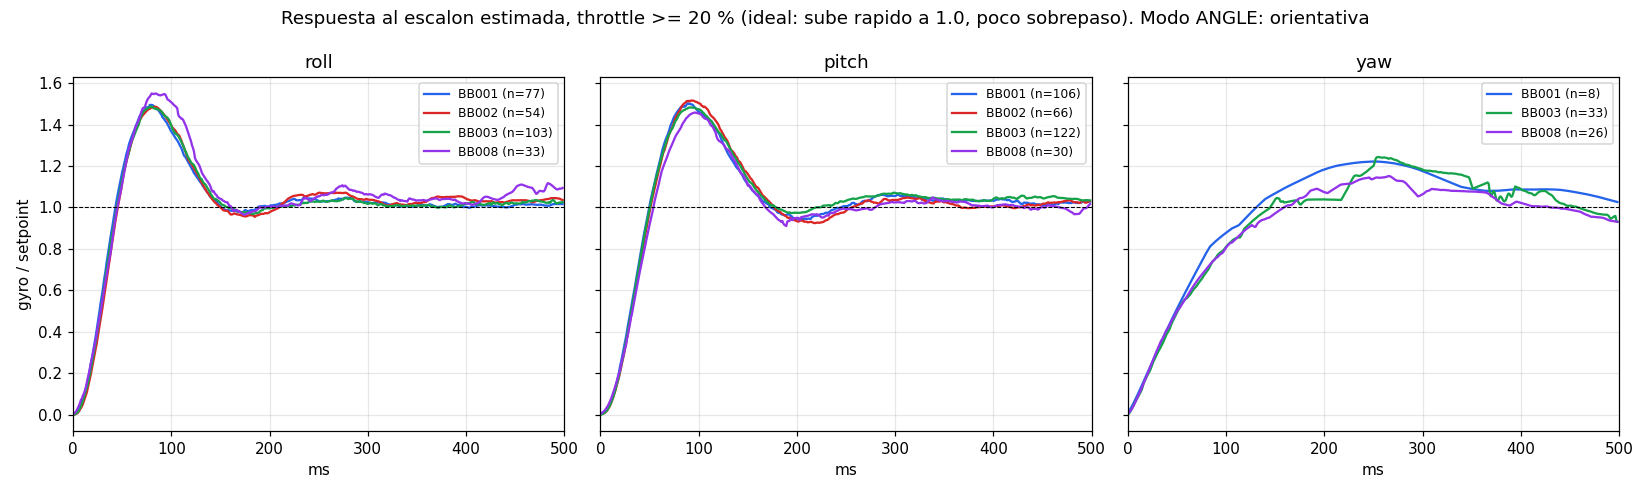 Respuesta al escalon estimada, throttle >= 20 % (ideal: sube rapido a 1.0, poco sobrepaso). Modo ANGLE: orientativa
roll
gyro / setpoint
1.6
1.4
1.2
1.0
0.8
0.6
0.4
0.2
0.0
BB001 (n=77)
BB002 (n=54)
BB003 (n=103)
BB008 (n=33)
0 100 200 300 400 500
ms
pitch
BB001 (n=106)
BB002 (n=66)
BB003 (n=122)
BB008 (n=30)
0 100 200 300 400 500
ms
yaw
BB001 (n=8)
BB003 (n=33)
BB008 (n=26)
0 100 200 300 400 500
ms